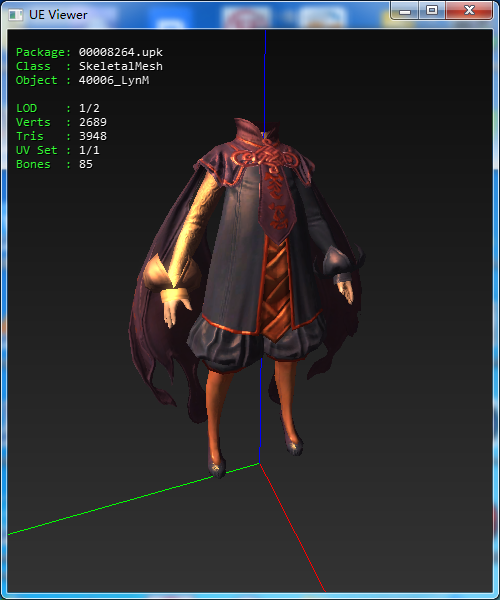 UE Viewer
Package: 00008264.upk
Class : SkeletalMesh
Object : 40006_LynM
LOD : 1/2
Verts : 2689
Tris : 3948
UV Set : 1/1
Bones : 85